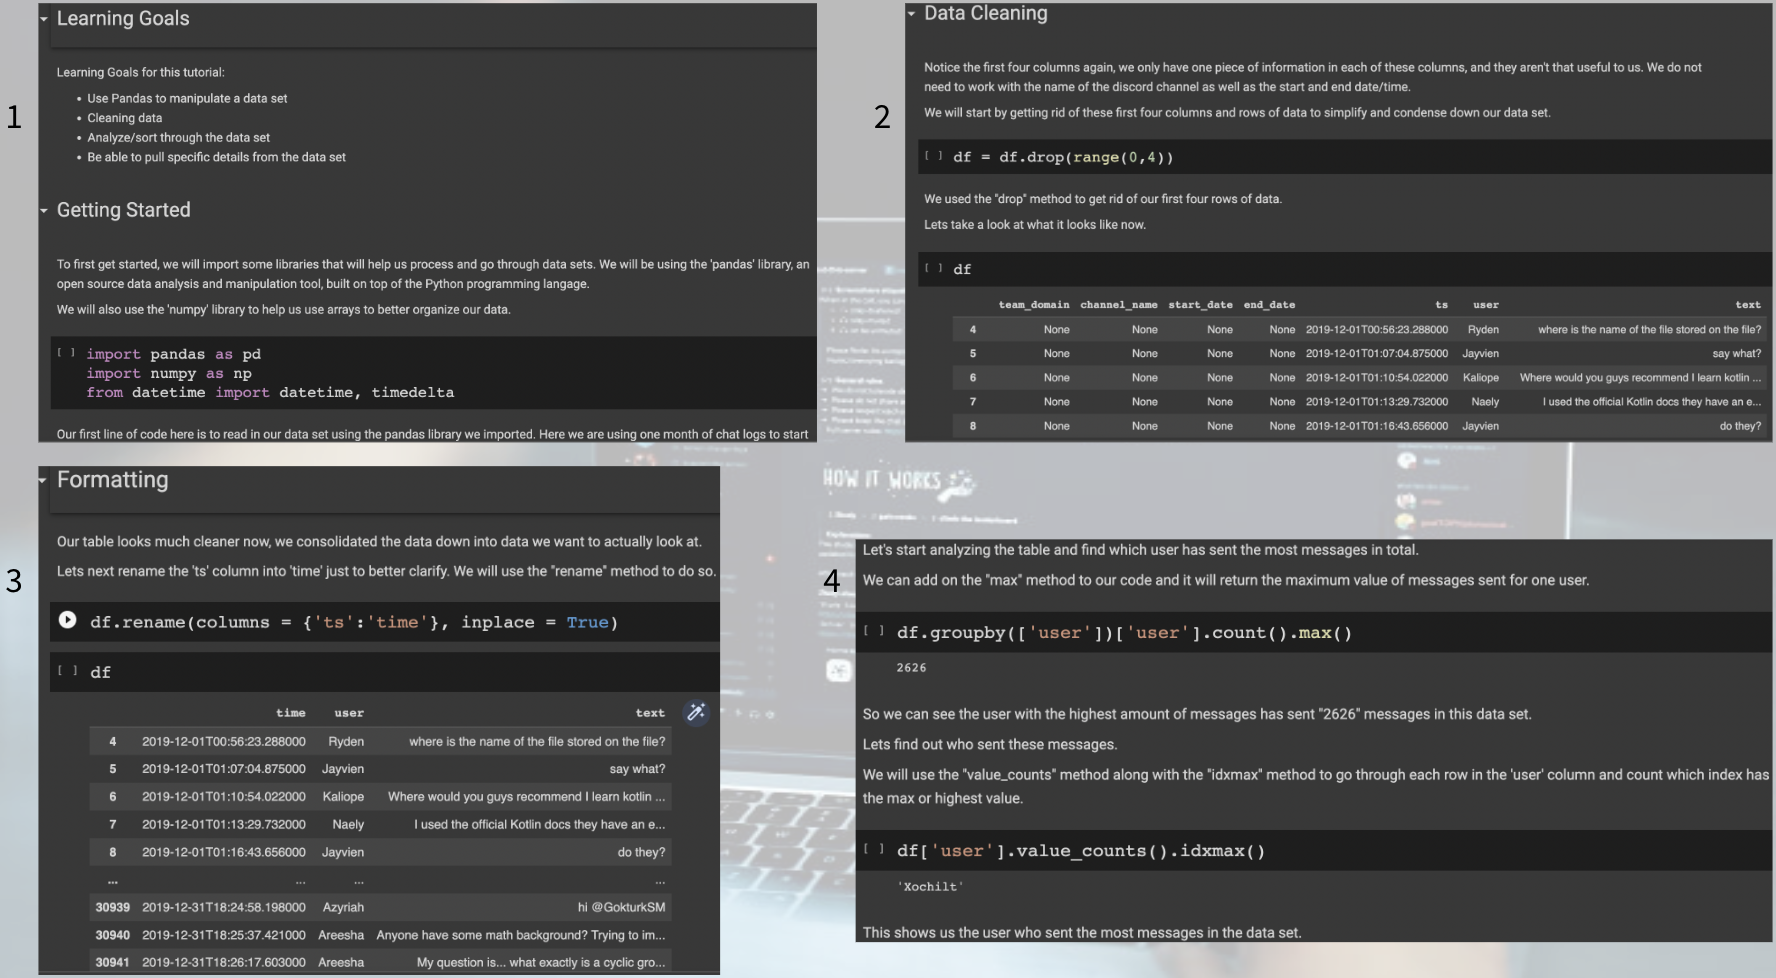 1
Learning Goals
Learning Goals for this tutorial:
• Use Pandas to manipulate a data set
• Cleaning data
• Analyze/sort through the data set
• Be able to pull specific details from the data set
Getting Started
To first get started, we will import some libraries that will help us process and go through data sets. We will be using the 'pandas' library, an
open source data analysis and manipulation tool, built on top of the Python programming langage.
We will also use the 'numpy' library to help us use arrays to better organize our data.
[ ] import pandas as pd
import numpy as np
from datetime import datetime, timedelta
Our first line of code here is to read in our data set using the pandas library we imported. Here we are using one month of chat logs to start
2
Data Cleaning
Notice the first four columns again, we only have one piece of information in each of these columns, and they aren't that useful to us. We do not
need to work with the name of the discord channel as well as the start and end date/time.
We will start by getting rid of these first four columns and rows of data to simplify and condense down our data set.
[ ] df = df.drop(range(0,4))
We used the "drop" method to get rid of our first four rows of data.
Lets take a look at what it looks like now.
[ ] df
team_domain channel_name start_date end_date ts user text
4 None None None None 2019-12-01T00:56:23.288000 Ryden where is the name of the file stored on the file?
5 None None None None 2019-12-01T01:07:04.875000 Jayvien say what?
6 None None None None 2019-12-01T01:10:54.022000 Kaliope Where would you guys recommend I learn kotlin ...
7 None None None None 2019-12-01T01:13:29.732000 Naely I used the official Kotlin docs they have an e...
8 None None None None 2019-12-01T01:16:43.656000 Jayvien do they?
3
Formatting
Our table looks much cleaner now, we consolidated the data down into data we want to actually look at.
Lets next rename the 'ts' column into 'time' just to better clarify. We will use the "rename" method to do so.
df.rename(columns = {'ts':'time'}, inplace = True)
[ ] df
time user text
4 2019-12-01T00:56:23.288000 Ryden where is the name of the file stored on the file?
5 2019-12-01T01:07:04.875000 Jayvien say what?
6 2019-12-01T01:10:54.022000 Kaliope Where would you guys recommend I learn kotlin ...
7 2019-12-01T01:13:29.732000 Naely I used the official Kotlin docs they have an e...
8 2019-12-01T01:16:43.656000 Jayvien do they?
... ... ... ...
30939 2019-12-31T18:24:58.198000 Azyriah hi @GokturkSM
30940 2019-12-31T18:25:37.421000 Areesha Anyone have some math background? Trying to im...
30941 2019-12-31T18:26:17.603000 Areesha My question is... what exactly is a cyclic gro...
HOW IT WORKS
4
Let's start analyzing the table and find which user has sent the most messages in total.
We can add on the "max" method to our code and it will return the maximum value of messages sent for one user.
[ ] df.groupby(['user'])['user'].count().max()
2626
So we can see the user with the highest amount of messages has sent "2626" messages in this data set.
Lets find out who sent these messages.
We will use the "value_counts" method along with the "idxmax" method to go through each row in the 'user' column and count which index has
the max or highest value.
[ ] df['user'].value_counts().idxmax()
'Xochilt'
This shows us the user who sent the most messages in the data set.